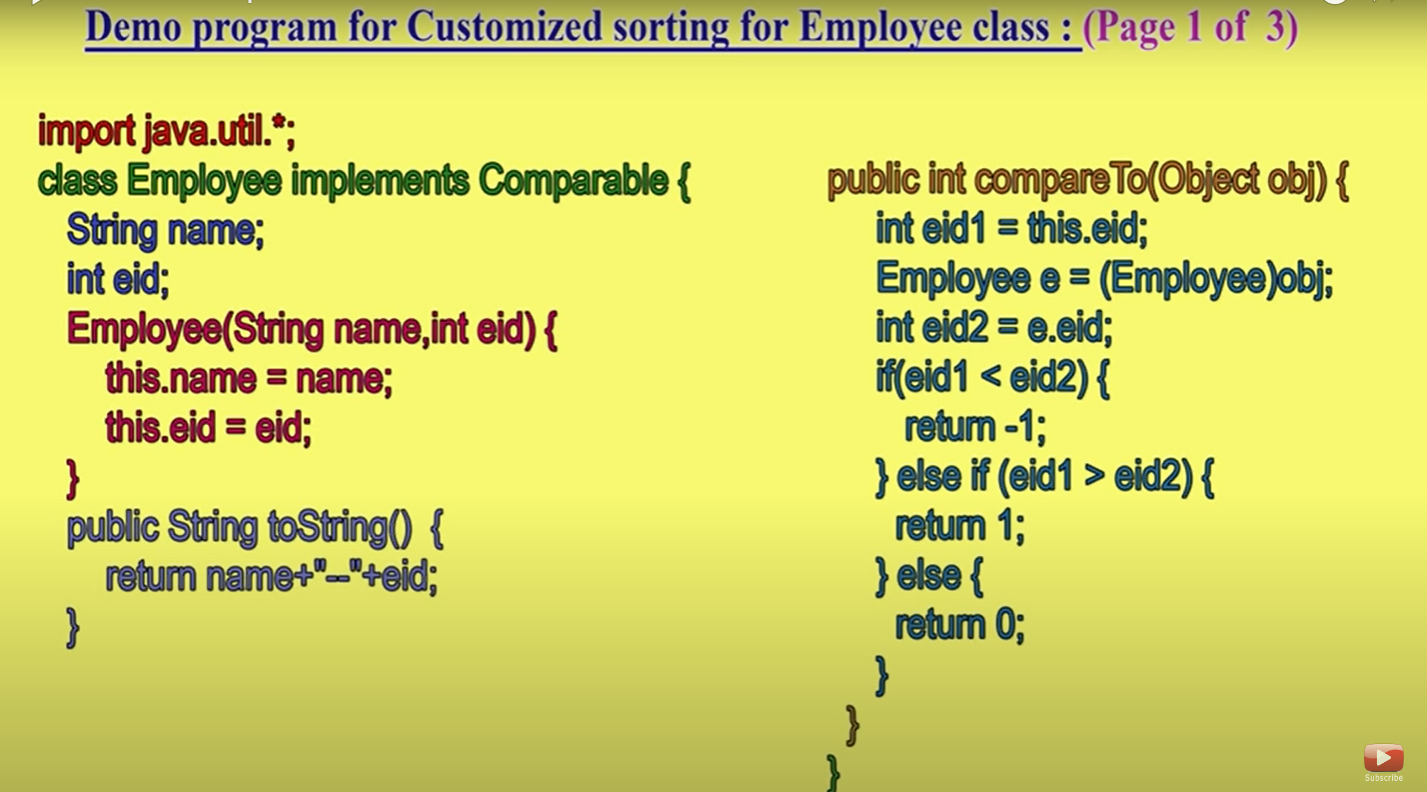 Demo program for Customized sorting for Employee class : (Page 1 of 3)
import java.util.*;
class Employee implements Comparable {
String name;
int eid;
Employee(String name,int eid) {
this.name = name;
this.eid = eid;
}
public String toString() {
return name+"--"+eid;
}
public int compareTo(Object obj) {
int eid1 = this.eid;
Employee e = (Employee)obj;
int eid2 = e.eid;
if(eid1 < eid2) {
return -1;
} else if (eid1 > eid2) {
return 1;
} else {
return 0;
}
}
}
Subscribe